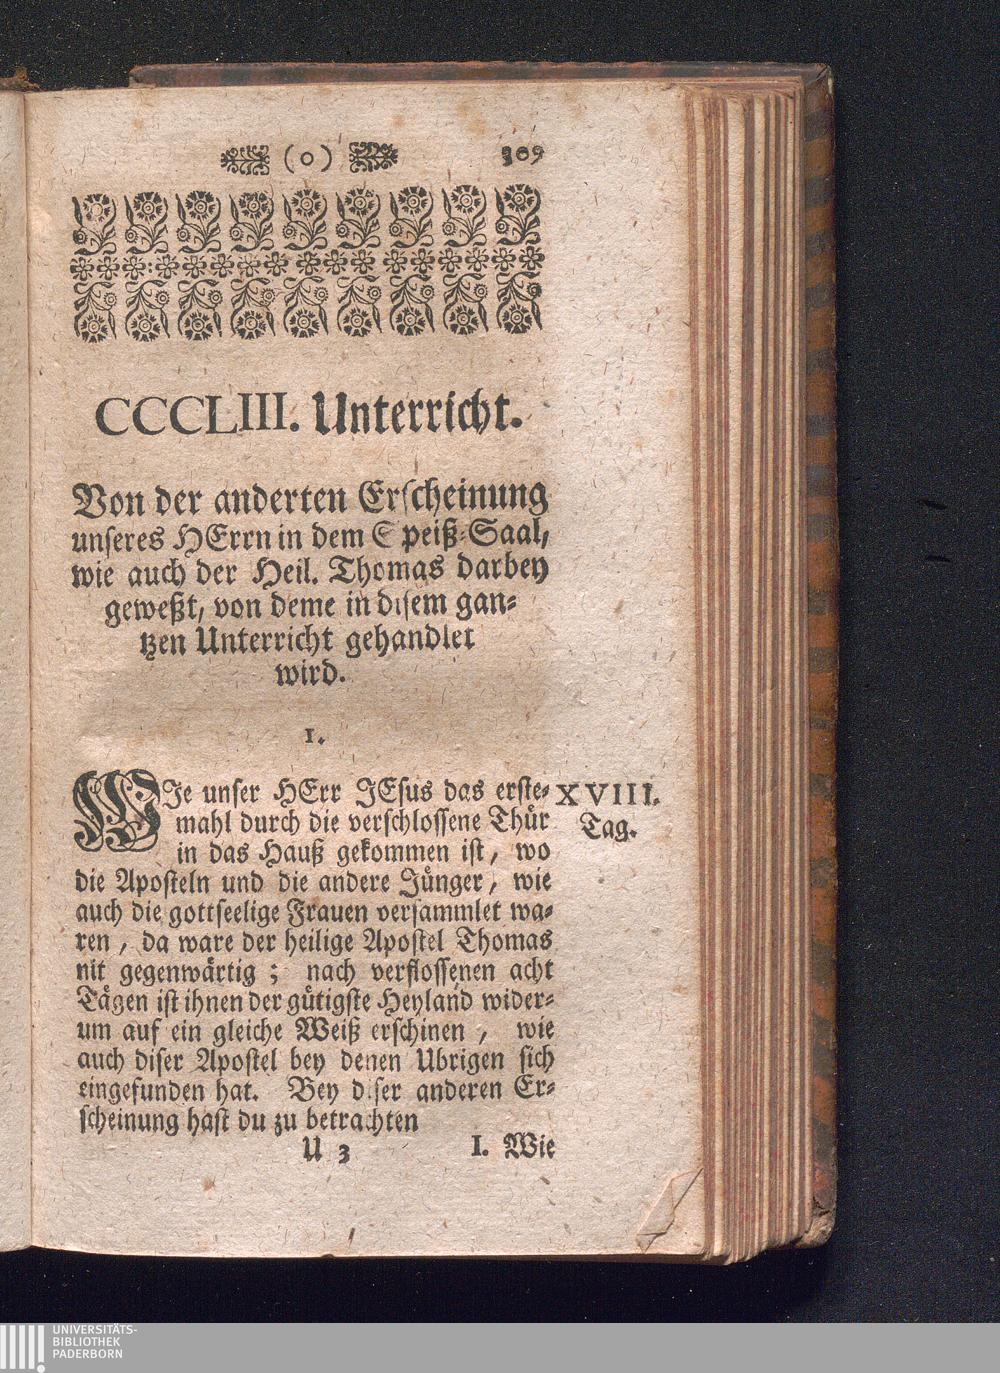 (o) 309
CCCLIII. Unterricht.
Von der anderten Erscheinung
unseres HErrn in dem Speiß-Saal,
wie auch der Heil. Thomas darbey
geweßt, von deme in disem gan-
tzen Unterricht gehandlet
wird.
1.
WIe unser HErr JEsus das erste-
mahl durch die verschlossene Thür
in das Hauß gekommen ist, wo
die Aposteln und die andere Jünger, wie
auch die gottseelige Frauen versammlet wa-
ren, da ware der heilige Apostel Thomas
nit gegenwärtig; nach verflossenen acht
Tägen ist ihnen der gütigste Heyland wider-
um auf ein gleiche Weiß erschinen, wie
auch diser Apostel bey denen Ubrigen sich
eingefunden hat. Bey diser anderen Er-
scheinung hast du zu betrachten
XVIII.
Tag.
U 3 I. Wie
UNIVERSITÄTS-
BIBLIOTHEK
PADERBORN